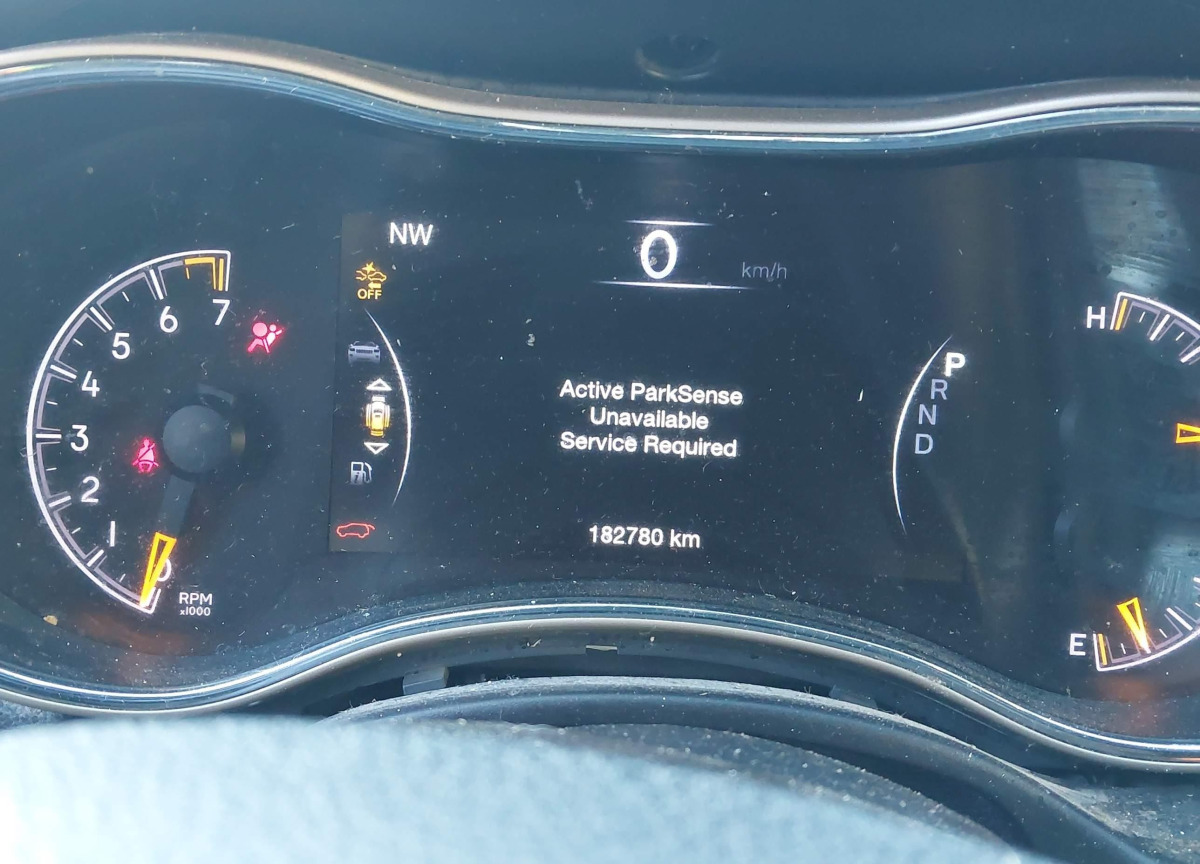 NW
0
km/h
OFF
7
6
5
4
3
2
1
0
RPM
x1000
Active ParkSense
Unavailable
Service Required
182780 km
P
R
N
D
H
E